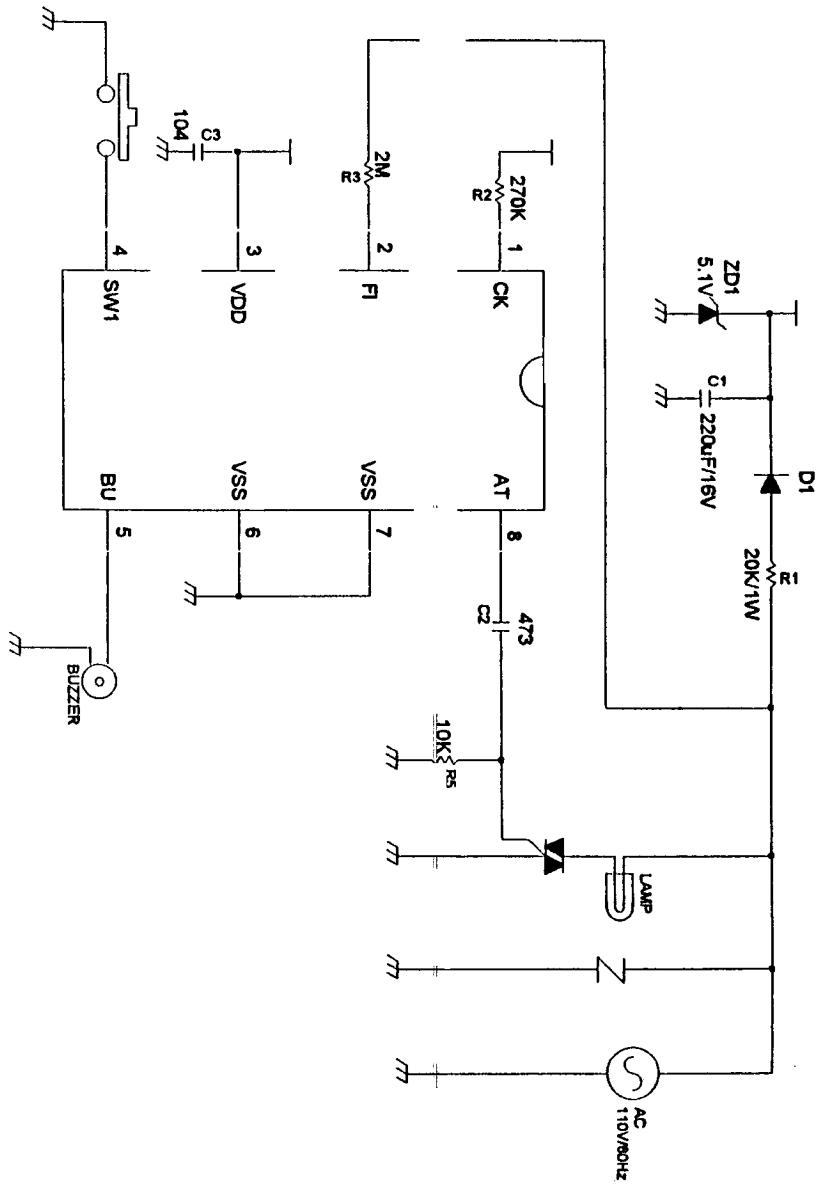 ZD1
5.1V
C1
220uF/16V
D1
R1
20K/1W
R2
270K
1
CK
2M
R3
2
FI
C3
104
3
VDD
4
SW1
AT
8
VSS
7
VSS
6
BU
5
473
C2
10K
R5
LAMP
BUZZER
AC
110V/60Hz